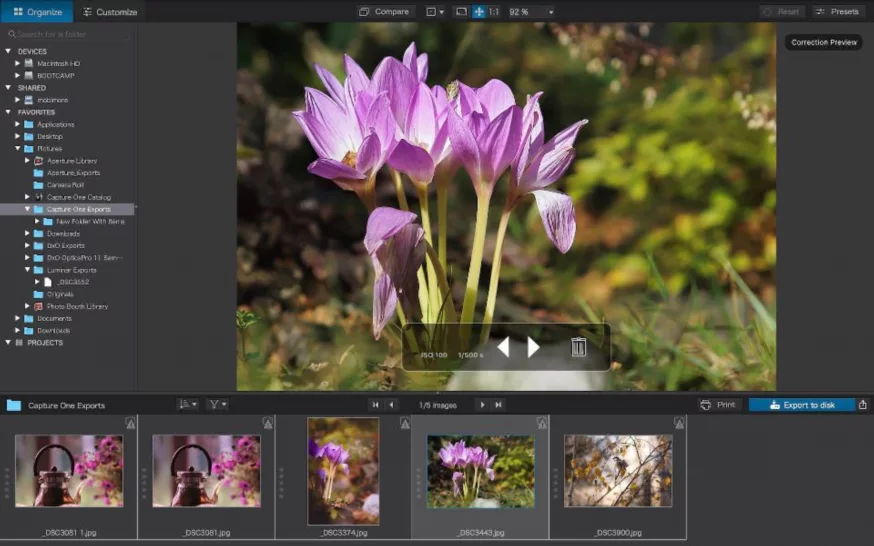 Organize
Customize
Compare
1:1
92 %
Reset
Presets
Search for a folder
Correction Preview
DEVICES
Macintosh HD
BOOTCAMP
SHARED
mobimore
FAVORITES
Applications
Desktop
Pictures
Aperture Library
Aperture_Exports
Camera Roll
Capture One Catalog
Capture One Exports
New Folder With Items
Downloads
DxO Exports
DxO OpticsPro 11
Luminar Exports
_DSC3552
Originals
Photo Booth Library
Documents
Downloads
PROJECTS
ISO 100 1/500 s
Capture One Exports
1/5 images
Print
Export to disk
_DSC3081 1.jpg
_DSC3081.jpg
_DSC3374.jpg
_DSC3443.jpg
_DSC3900.jpg